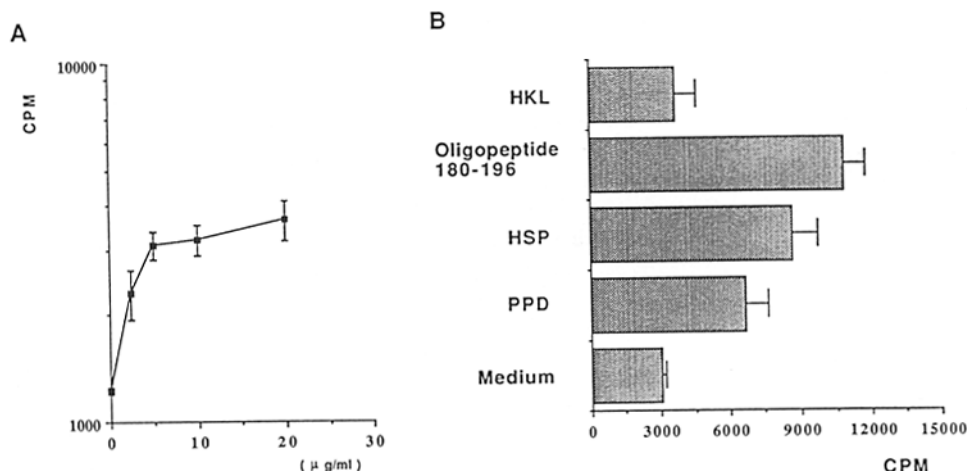 A
10000
CPM
1000
0
10
20
30
( μ g/ml )
B
HKL
Oligopeptide
180-196
HSP
PPD
Medium
0
3000
6000
9000
12000
15000
CPM